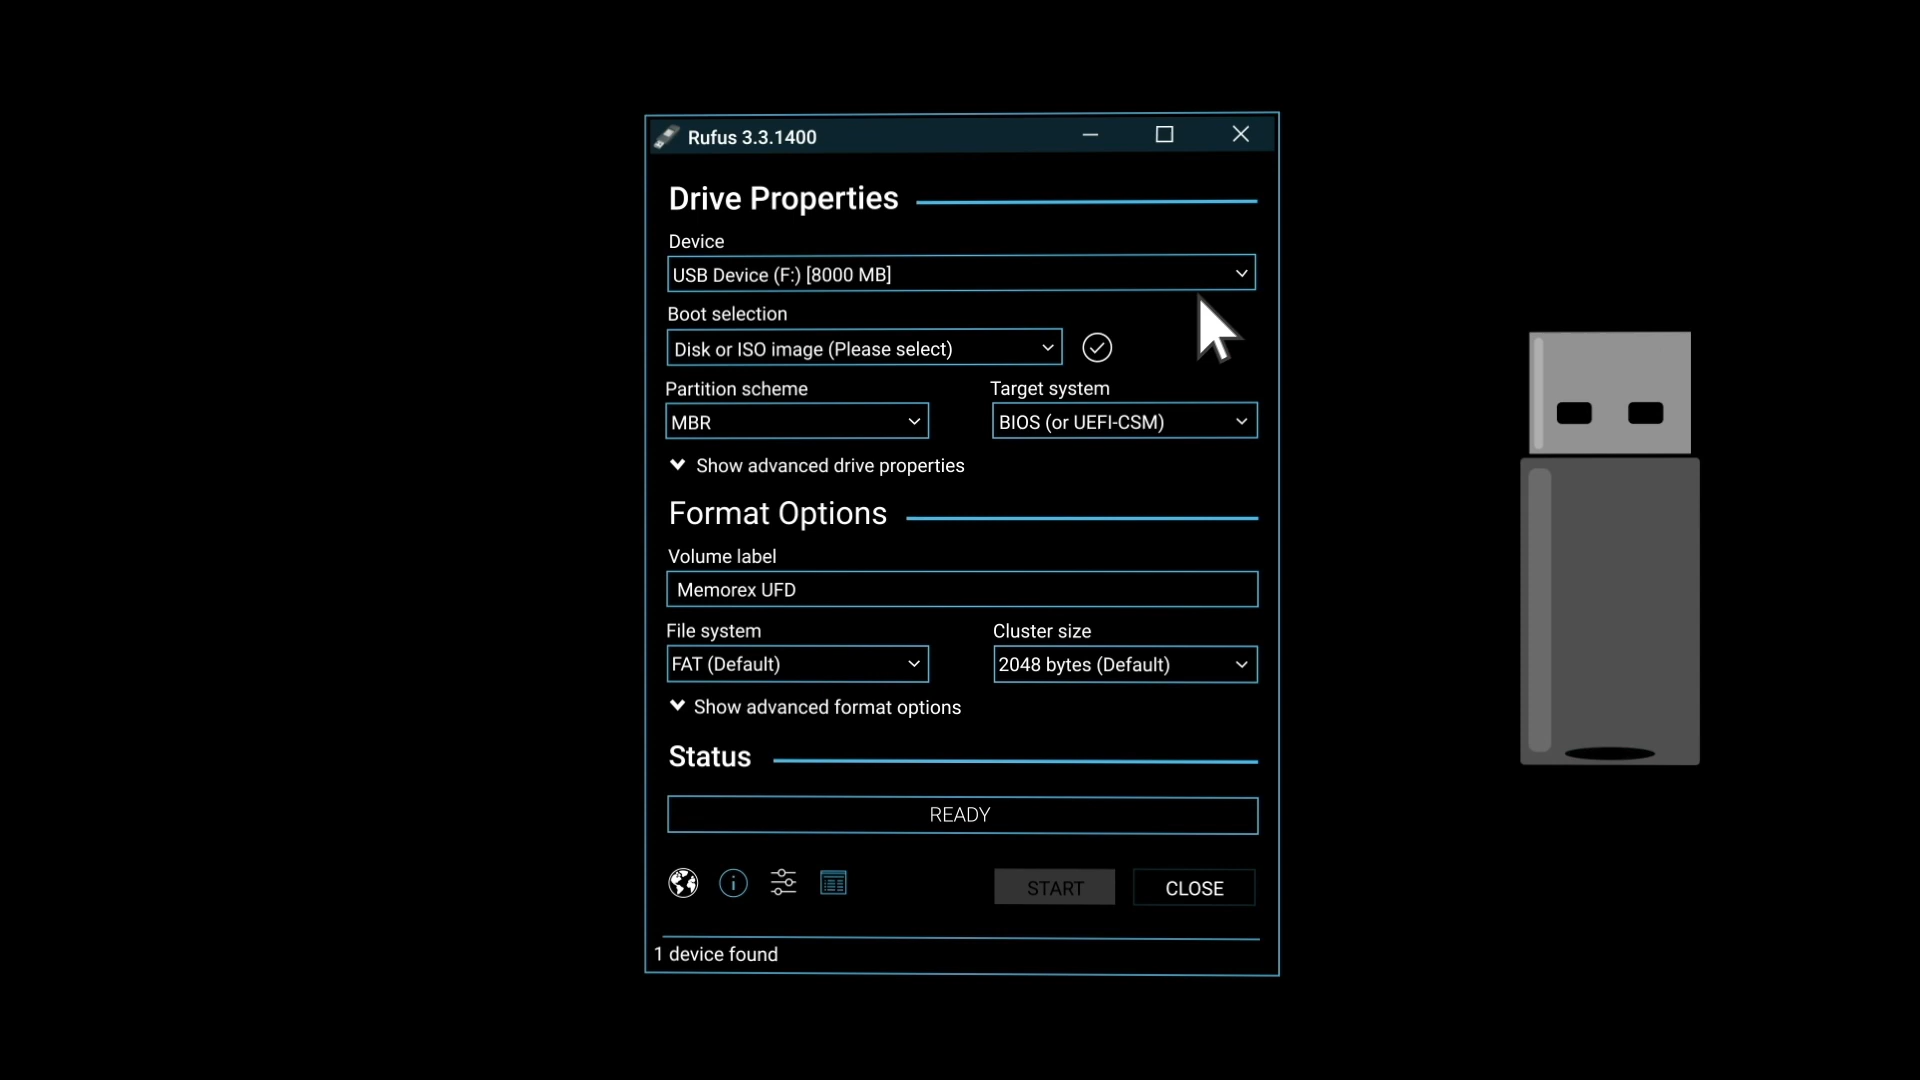 Rufus 3.3.1400
Drive Properties
Device
USB Device (F:) [8000 MB]
Boot selection
Disk or ISO image (Please select)
Partition scheme
Target system
MBR
BIOS (or UEFI-CSM)
Show advanced drive properties
Format Options
Volume label
Memorex UFD
File system
Cluster size
FAT (Default)
2048 bytes (Default)
Show advanced format options
Status
READY
START
CLOSE
1 device found